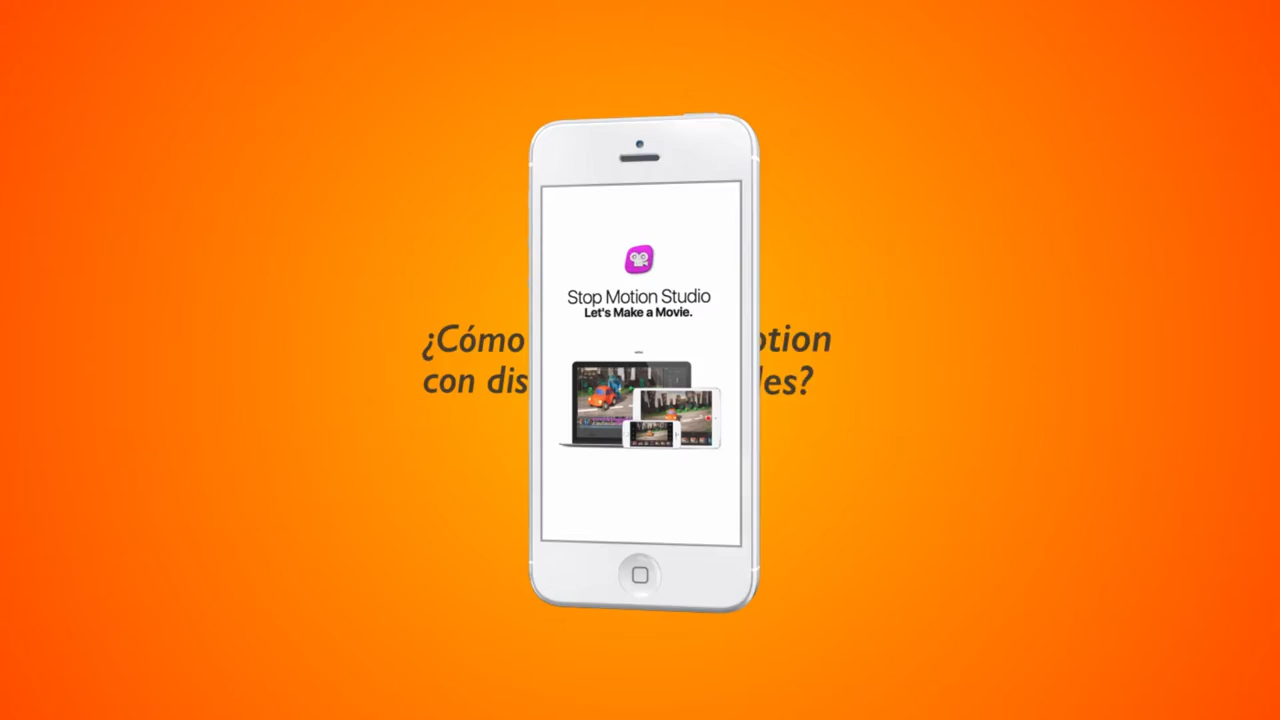 Stop Motion Studio
Let's Make a Movie.
¿Cómo otion
con dis les?